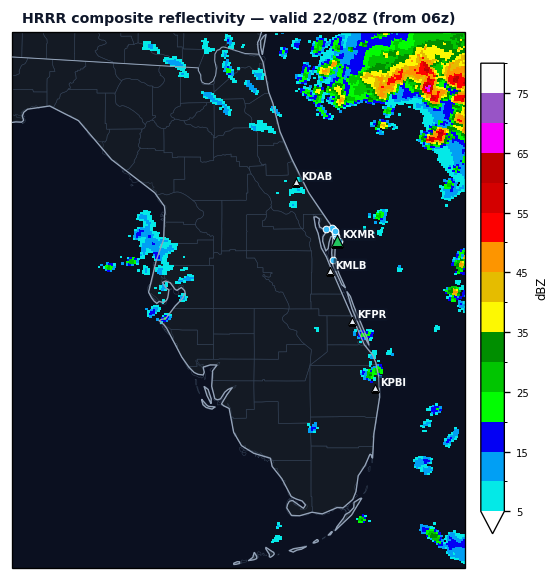 HRRR composite reflectivity — valid 22/08Z (from 06z)
KDAB
KXMR
KMLB
KFPR
KPBI
75
65
55
45
35
25
15
5
dBZ